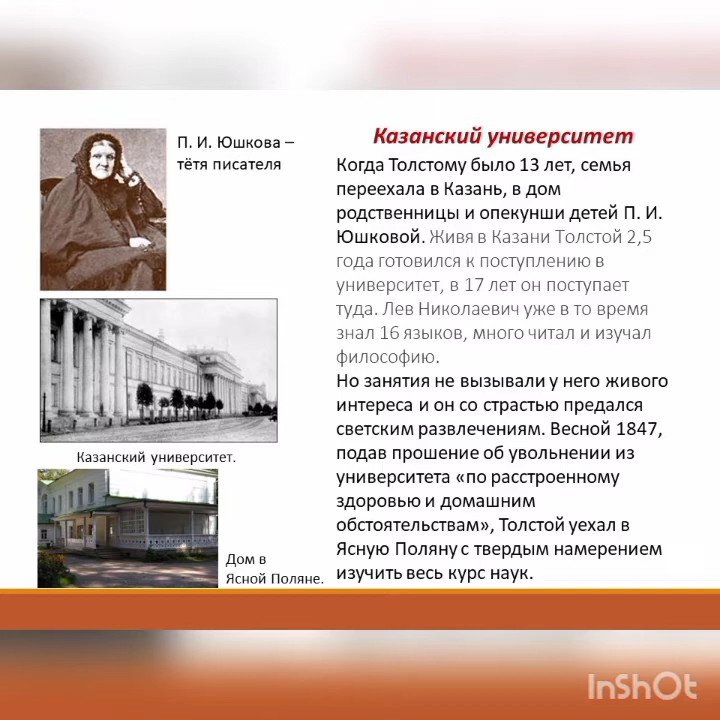 П. И. Юшкова –
тётя писателя
Казанский университет.
Дом в
Ясной Поляне.
Казанский университет
Когда Толстому было 13 лет, семья
переехала в Казань, в дом
родственницы и опекунши детей П. И.
Юшковой. Живя в Казани Толстой 2,5
года готовился к поступлению в
университет, в 17 лет он поступает
туда. Лев Николаевич уже в то время
знал 16 языков, много читал и изучал
философию.
Но занятия не вызывали у него живого
интереса и он со страстью предался
светским развлечениям. Весной 1847,
подав прошение об увольнении из
университета «по расстроенному
здоровью и домашним
обстоятельствам», Толстой уехал в
Ясную Поляну с твердым намерением
изучить весь курс наук.
InShOt